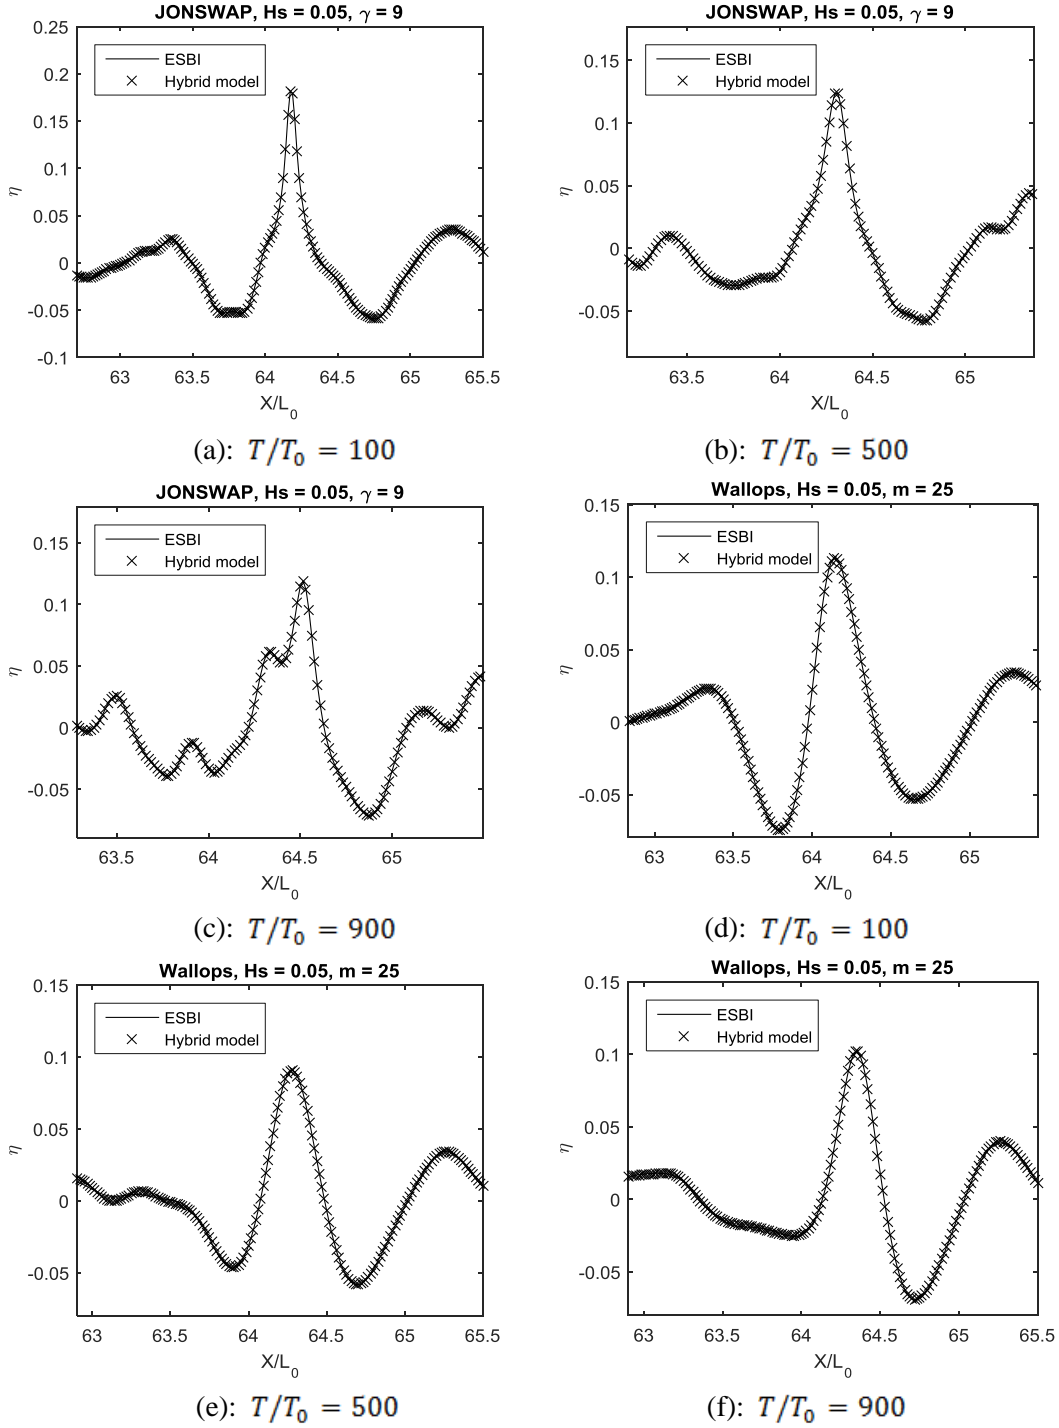 JONSWAP, Hs = 0.05, γ = 9
0.25
0.2
0.15
0.1
0.05
0
-0.05
-0.1
η
ESBI
Hybrid model
63 63.5 64 64.5 65 65.5
X/L0
(a): T/T0 = 100
JONSWAP, Hs = 0.05, γ = 9
0.15
0.1
0.05
0
-0.05
η
ESBI
Hybrid model
63.5 64 64.5 65
X/L0
(b): T/T0 = 500
JONSWAP, Hs = 0.05, γ = 9
0.15
0.1
0.05
0
-0.05
η
ESBI
Hybrid model
63.5 64 64.5 65
X/L0
(c): T/T0 = 900
Wallops, Hs = 0.05, m = 25
0.15
0.1
0.05
0
-0.05
η
ESBI
Hybrid model
63 63.5 64 64.5 65
X/L0
(d): T/T0 = 100
Wallops, Hs = 0.05, m = 25
0.15
0.1
0.05
0
-0.05
η
ESBI
Hybrid model
63 63.5 64 64.5 65 65.5
X/L0
(e): T/T0 = 500
Wallops, Hs = 0.05, m = 25
0.15
0.1
0.05
0
-0.05
η
ESBI
Hybrid model
63 63.5 64 64.5 65 65.5
X/L0
(f): T/T0 = 900